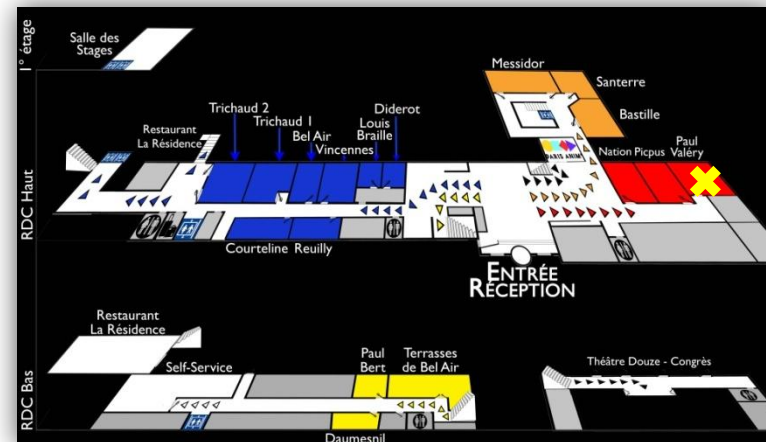 1° étage
Salle des
Stages
Messidor
Santerre
Bastille
Trichaud 2
Trichaud 1
Bel Air
Vincennes
Louis
Braille
Diderot
Restaurant
La Résidence
PARIS ANIM'
Nation Picpus
Paul
Valéry
RDC Haut
Courteline Reuilly
ENTRÉE
RÉCEPTION
Restaurant
La Résidence
Self-Service
Paul
Bert
Terrasses
de Bel Air
Théâtre Douze - Congrès
RDC Bas
Daumesnil